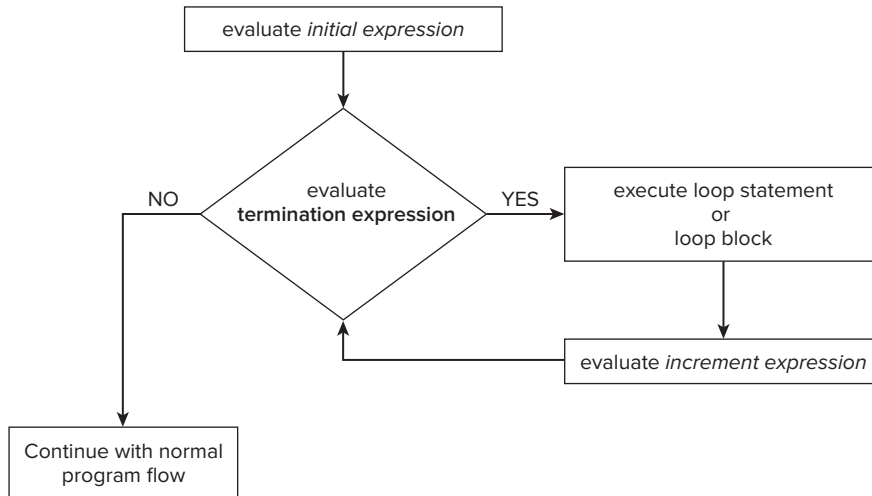 evaluate initial expression
evaluate
termination expression
NO
YES
execute loop statement
or
loop block
evaluate increment expression
Continue with normal
program flow